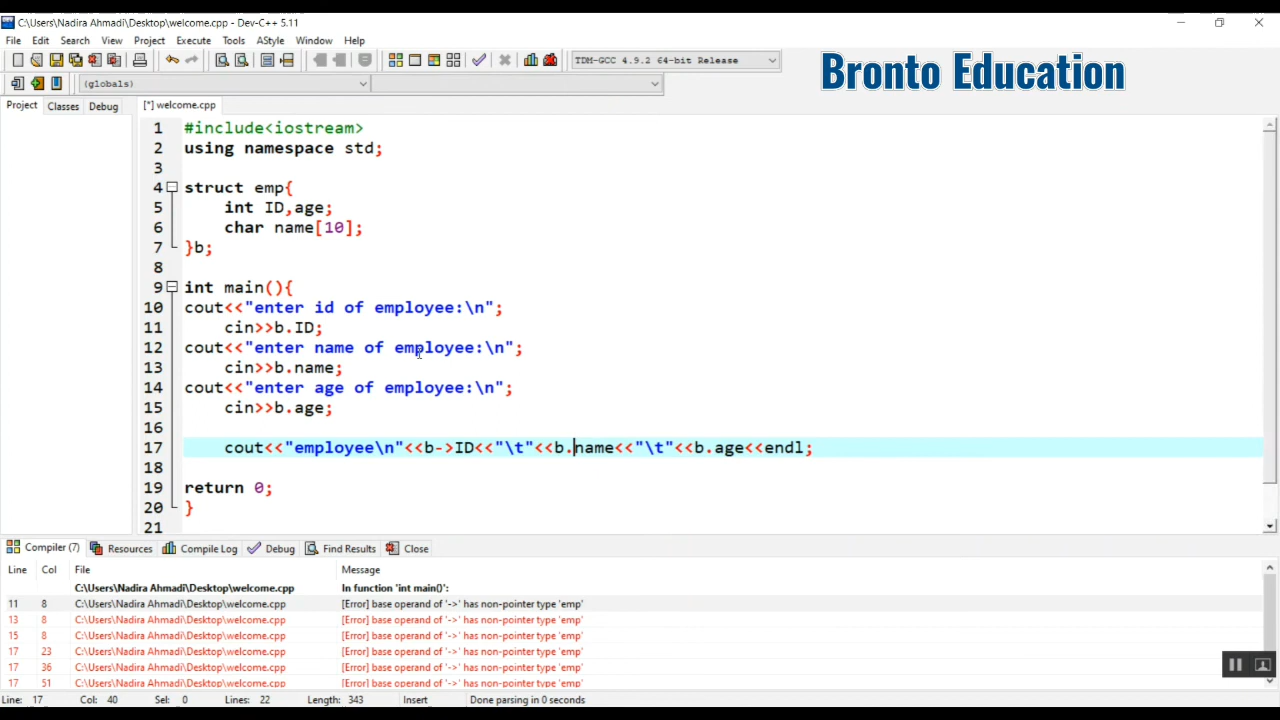 C:\Users\Nadira Ahmadi\Desktop\welcome.cpp - Dev-C++ 5.11
File Edit Search View Project Execute Tools AStyle Window Help
TDM-GCC 4.9.2 64-bit Release
Bronto Education
(globals)
Project Classes Debug [*] welcome.cpp
1 #include<iostream>
2 using namespace std;
3
4 struct emp{
5 int ID,age;
6 char name[10];
7 }b;
8
9 int main(){
10 cout<<"enter id of employee:\n";
11 cin>>b.ID;
12 cout<<"enter name of employee:\n";
13 cin>>b.name;
14 cout<<"enter age of employee:\n";
15 cin>>b.age;
16
17 cout<<"employee\n"<<b->ID<<"\t"<<b.name<<"\t"<<b.age<<endl;
18
19 return 0;
20 }
21
Compiler (7) Resources Compile Log Debug Find Results Close
Line Col File Message
C:\Users\Nadira Ahmadi\Desktop\welcome.cpp In function 'int main()':
11 8 C:\Users\Nadira Ahmadi\Desktop\welcome.cpp [Error] base operand of '->' has non-pointer type 'emp'
13 8 C:\Users\Nadira Ahmadi\Desktop\welcome.cpp [Error] base operand of '->' has non-pointer type 'emp'
15 8 C:\Users\Nadira Ahmadi\Desktop\welcome.cpp [Error] base operand of '->' has non-pointer type 'emp'
17 23 C:\Users\Nadira Ahmadi\Desktop\welcome.cpp [Error] base operand of '->' has non-pointer type 'emp'
17 36 C:\Users\Nadira Ahmadi\Desktop\welcome.cpp [Error] base operand of '->' has non-pointer type 'emp'
17 51 C:\Users\Nadira Ahmadi\Desktop\welcome.cpp [Error] base operand of '->' has non-pointer type 'emp'
Line: 17 Col: 40 Sel: 0 Lines: 22 Length: 343 Insert Done parsing in 0 seconds